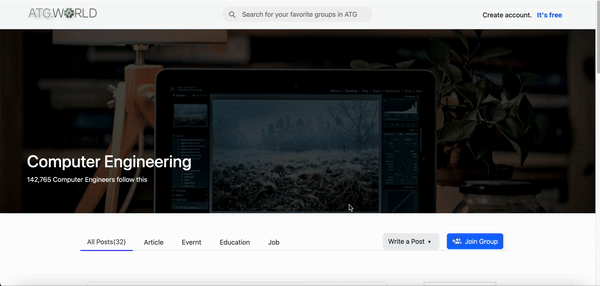 ATG.WORLD
Search for your favorite groups in ATG
Create account. It's free
Computer Engineering
142,765 Computer Engineers follow this
All Posts(32) Article Evernt Education Job Write a Post ▾ Join Group